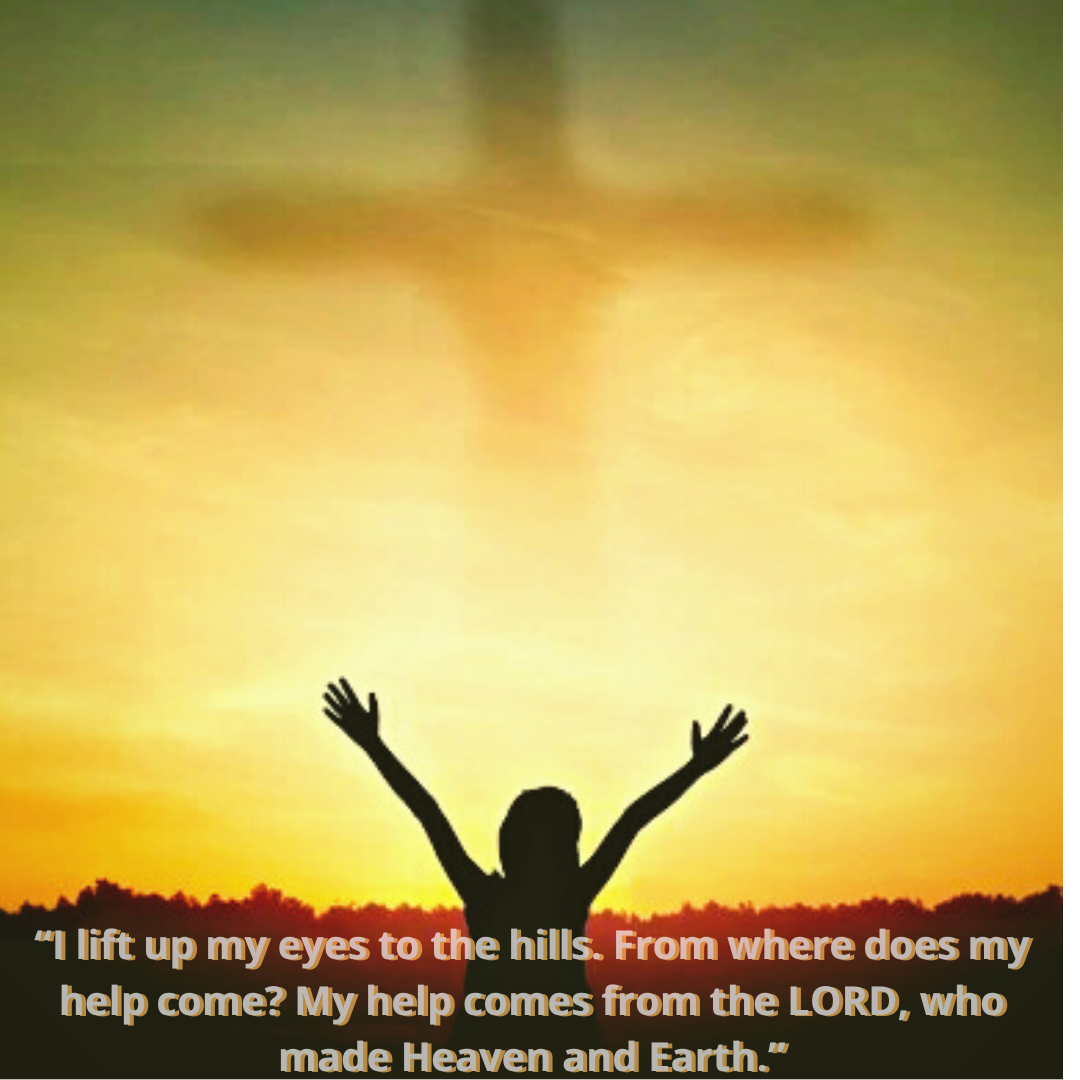 “I lift up my eyes to the hills. From where does my
help come? My help comes from the LORD, who
made Heaven and Earth.”